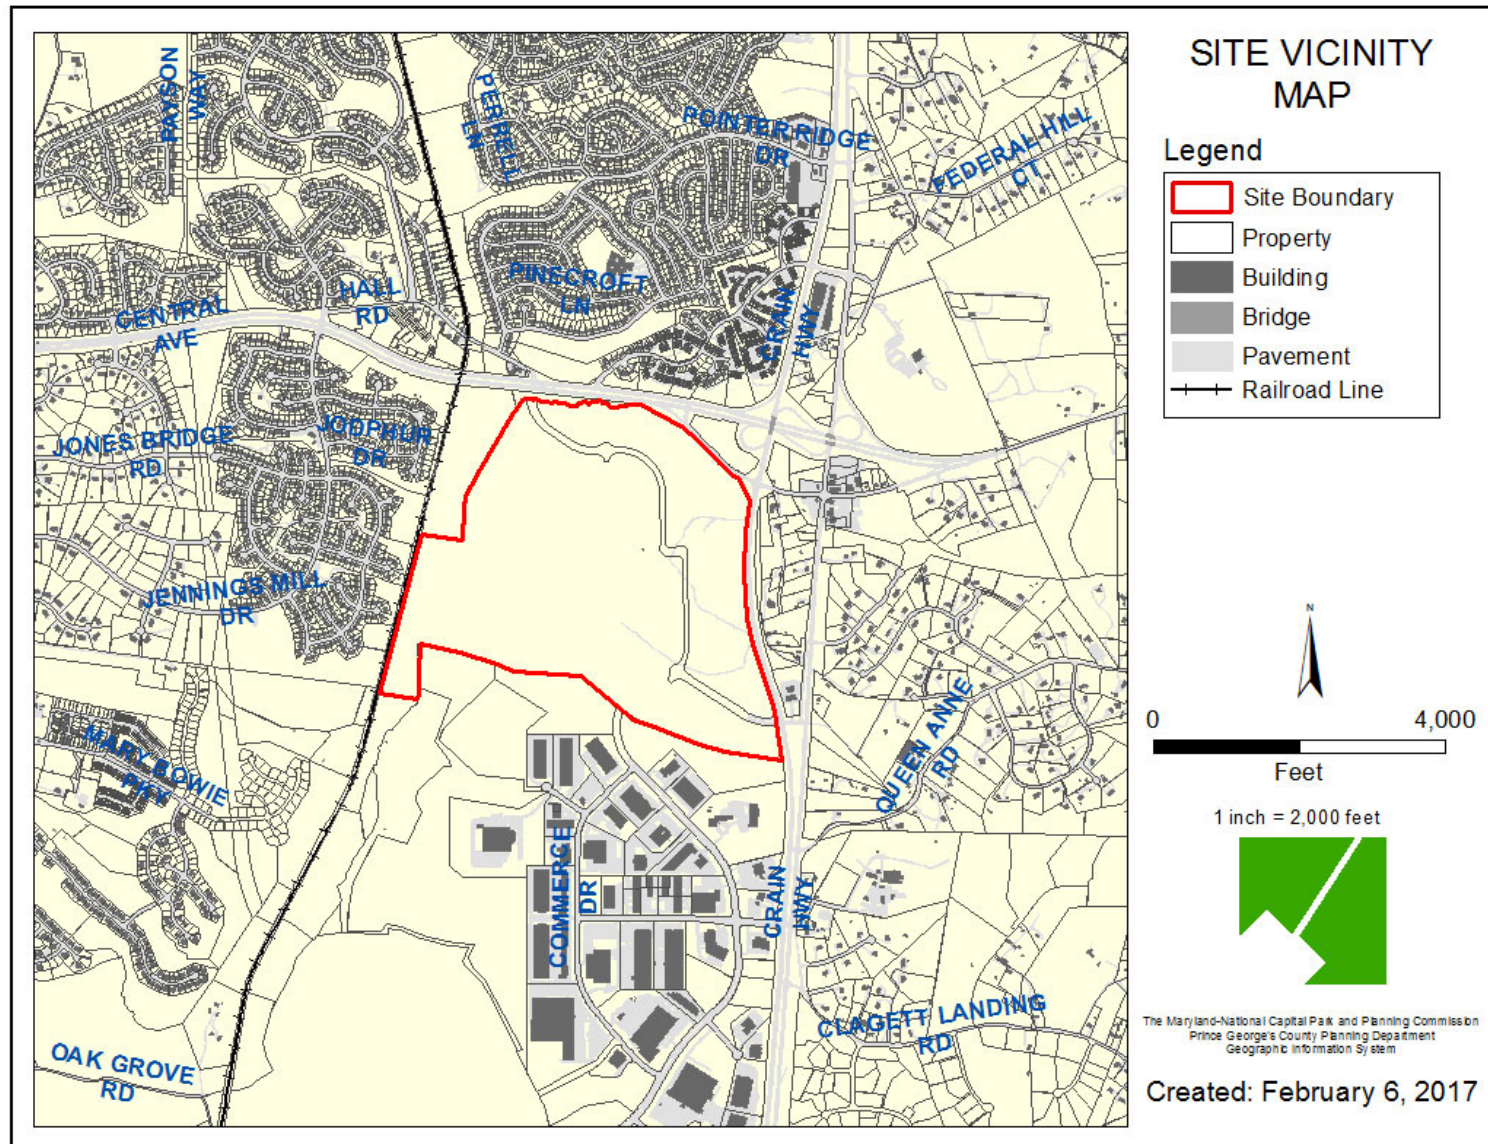 PAYSON
WAY
PERRELL
LN
POINTER RIDGE
DR
FEDERAL HILL
CT
PINECROFT
LN
HALL
RD
CENTRAL
AVE
CRAIN
HWY
JONES BRIDGE
RD
JODPHUR
DR
JENNINGS MILL
DR
MARY BOWIE
PKY
QUEEN ANNE
RD
COMMERCE
DR
CRAIN
HWY
CLAGETT LANDING
RD
OAK GROVE
RD
SITE VICINITY
MAP
Legend
Site Boundary
Property
Building
Bridge
Pavement
Railroad Line
N
0 4,000
Feet
1 inch = 2,000 feet
The Maryland-National Capital Park and Planning Commission
Prince George's County Planning Department
Geographic Information System
Created: February 6, 2017